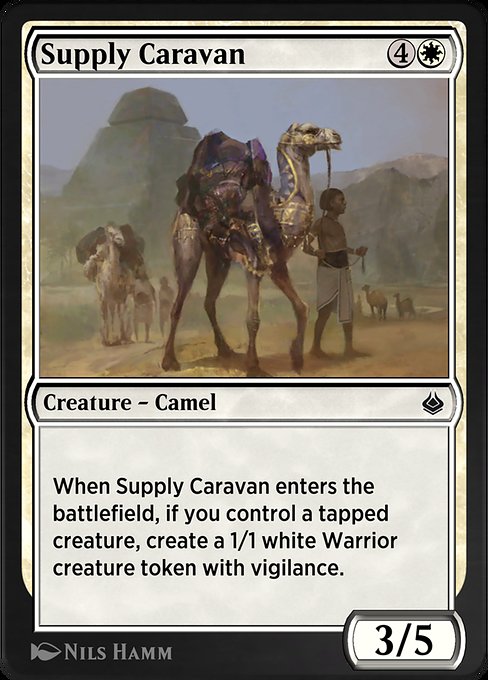 Supply Caravan 4
Creature – Camel
When Supply Caravan enters the
battlefield, if you control a tapped
creature, create a 1/1 white Warrior
creature token with vigilance.
3/5
Nils Hamm